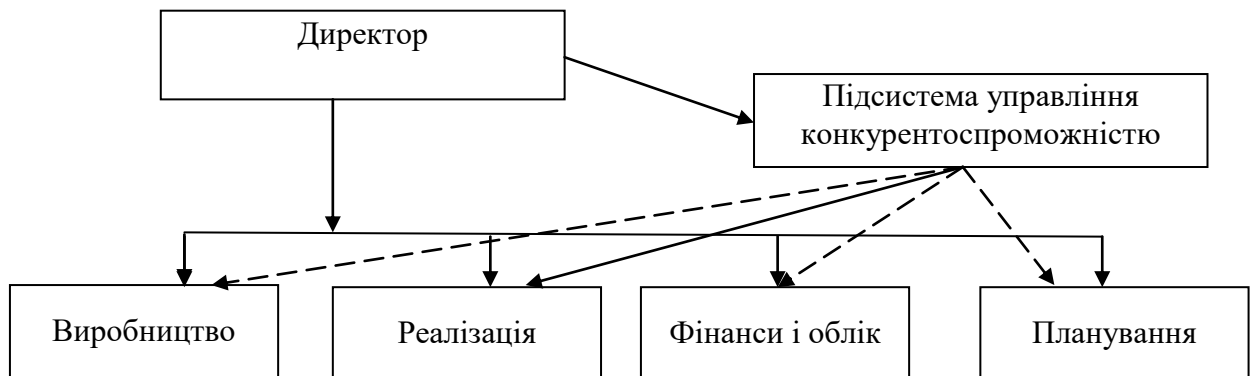 Директор
Підсистема управління
конкурентоспроможністю
Виробництво
Реалізація
Фінанси і облік
Планування